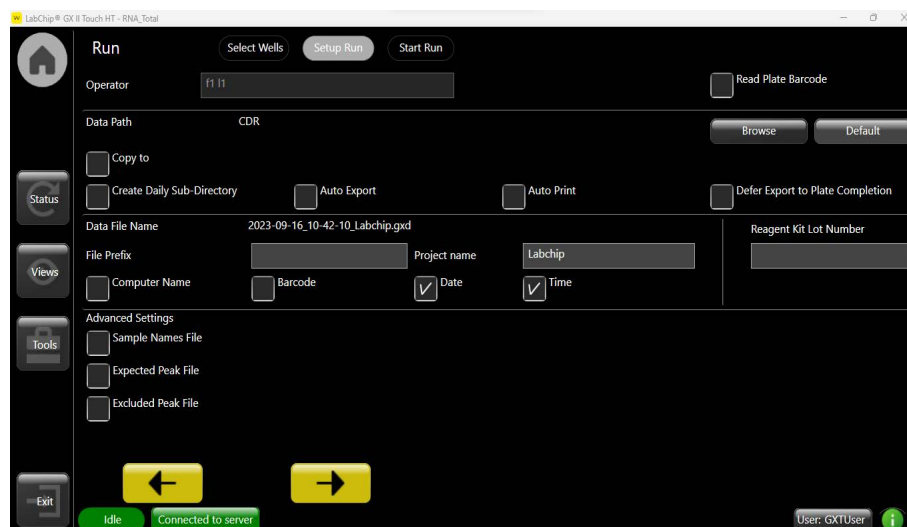 LabChip® GX II Touch HT - RNA_Total
Run Select Wells Setup Run Start Run
Operator f1 l1 Read Plate Barcode
Data Path CDR Browse Default
Copy to
Create Daily Sub-Directory Auto Export Auto Print Defer Export to Plate Completion
Status
Data File Name 2023-09-16_10-42-10_Labchip.gxd Reagent Kit Lot Number
File Prefix Project name Labchip
Views
Computer Name Barcode Date Time
Advanced Settings
Sample Names File
Tools
Expected Peak File
Excluded Peak File
Exit
Idle Connected to server User: GXTUser i